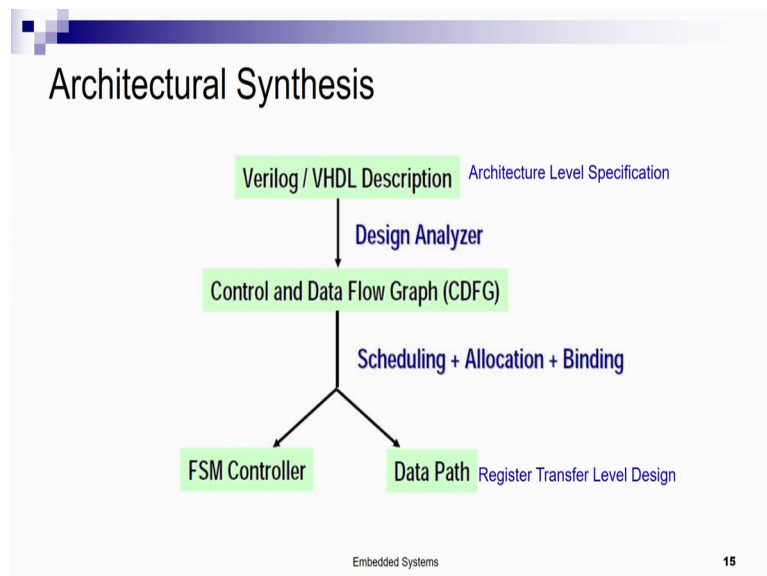 Architectural Synthesis
Verilog / VHDL Description
Architecture Level Specification
Design Analyzer
Control and Data Flow Graph (CDFG)
Scheduling + Allocation + Binding
FSM Controller
Data Path
Register Transfer Level Design
Embedded Systems
15